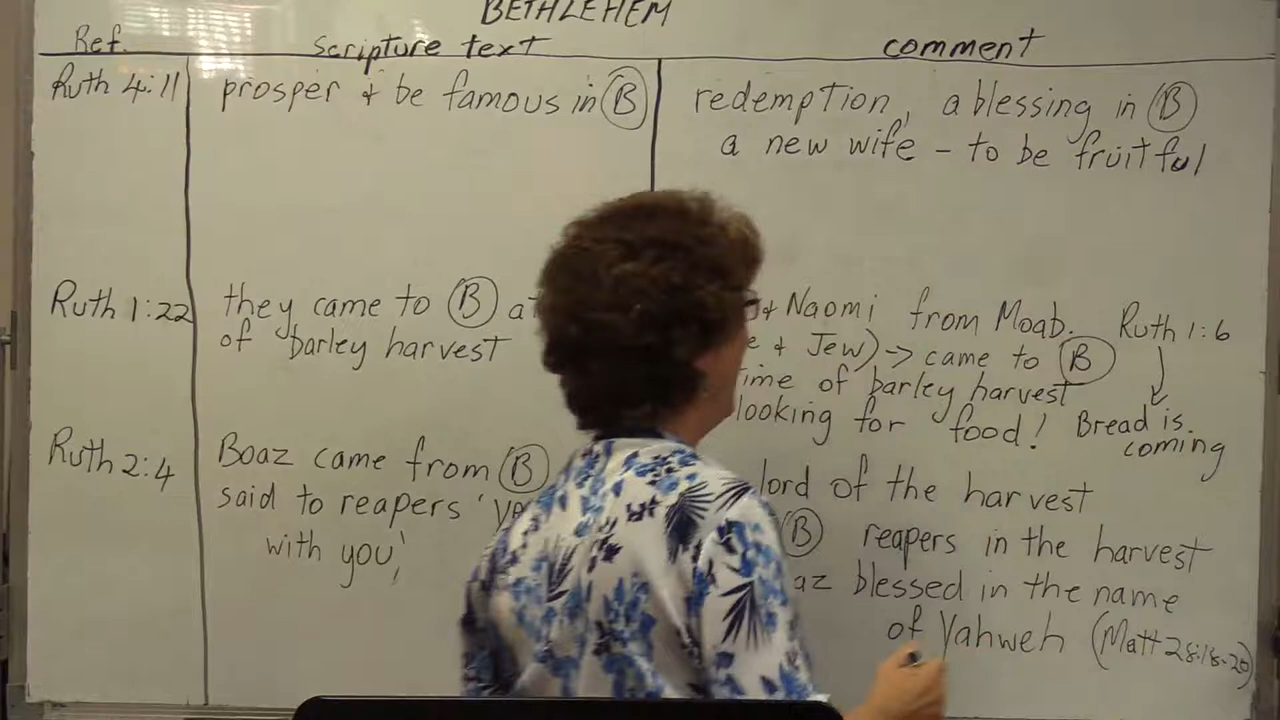 BETHLEHEM
Ref. scripture text comment
Ruth 4:11 prosper & be famous in B redemption, a blessing in B
a new wife - to be fruitful
Ruth 1:22 they came to B
of barley harvest
& Naomi from Moab. Ruth 1:6
& Jew) -> came to B
of barley harvest
looking for food! Bread is.
coming
Ruth 2:4 Boaz came from B
said to reapers
with you'
lord of the harvest
B reapers in the harvest
blessed in the name
of Yahweh (Matt 28:18-20)